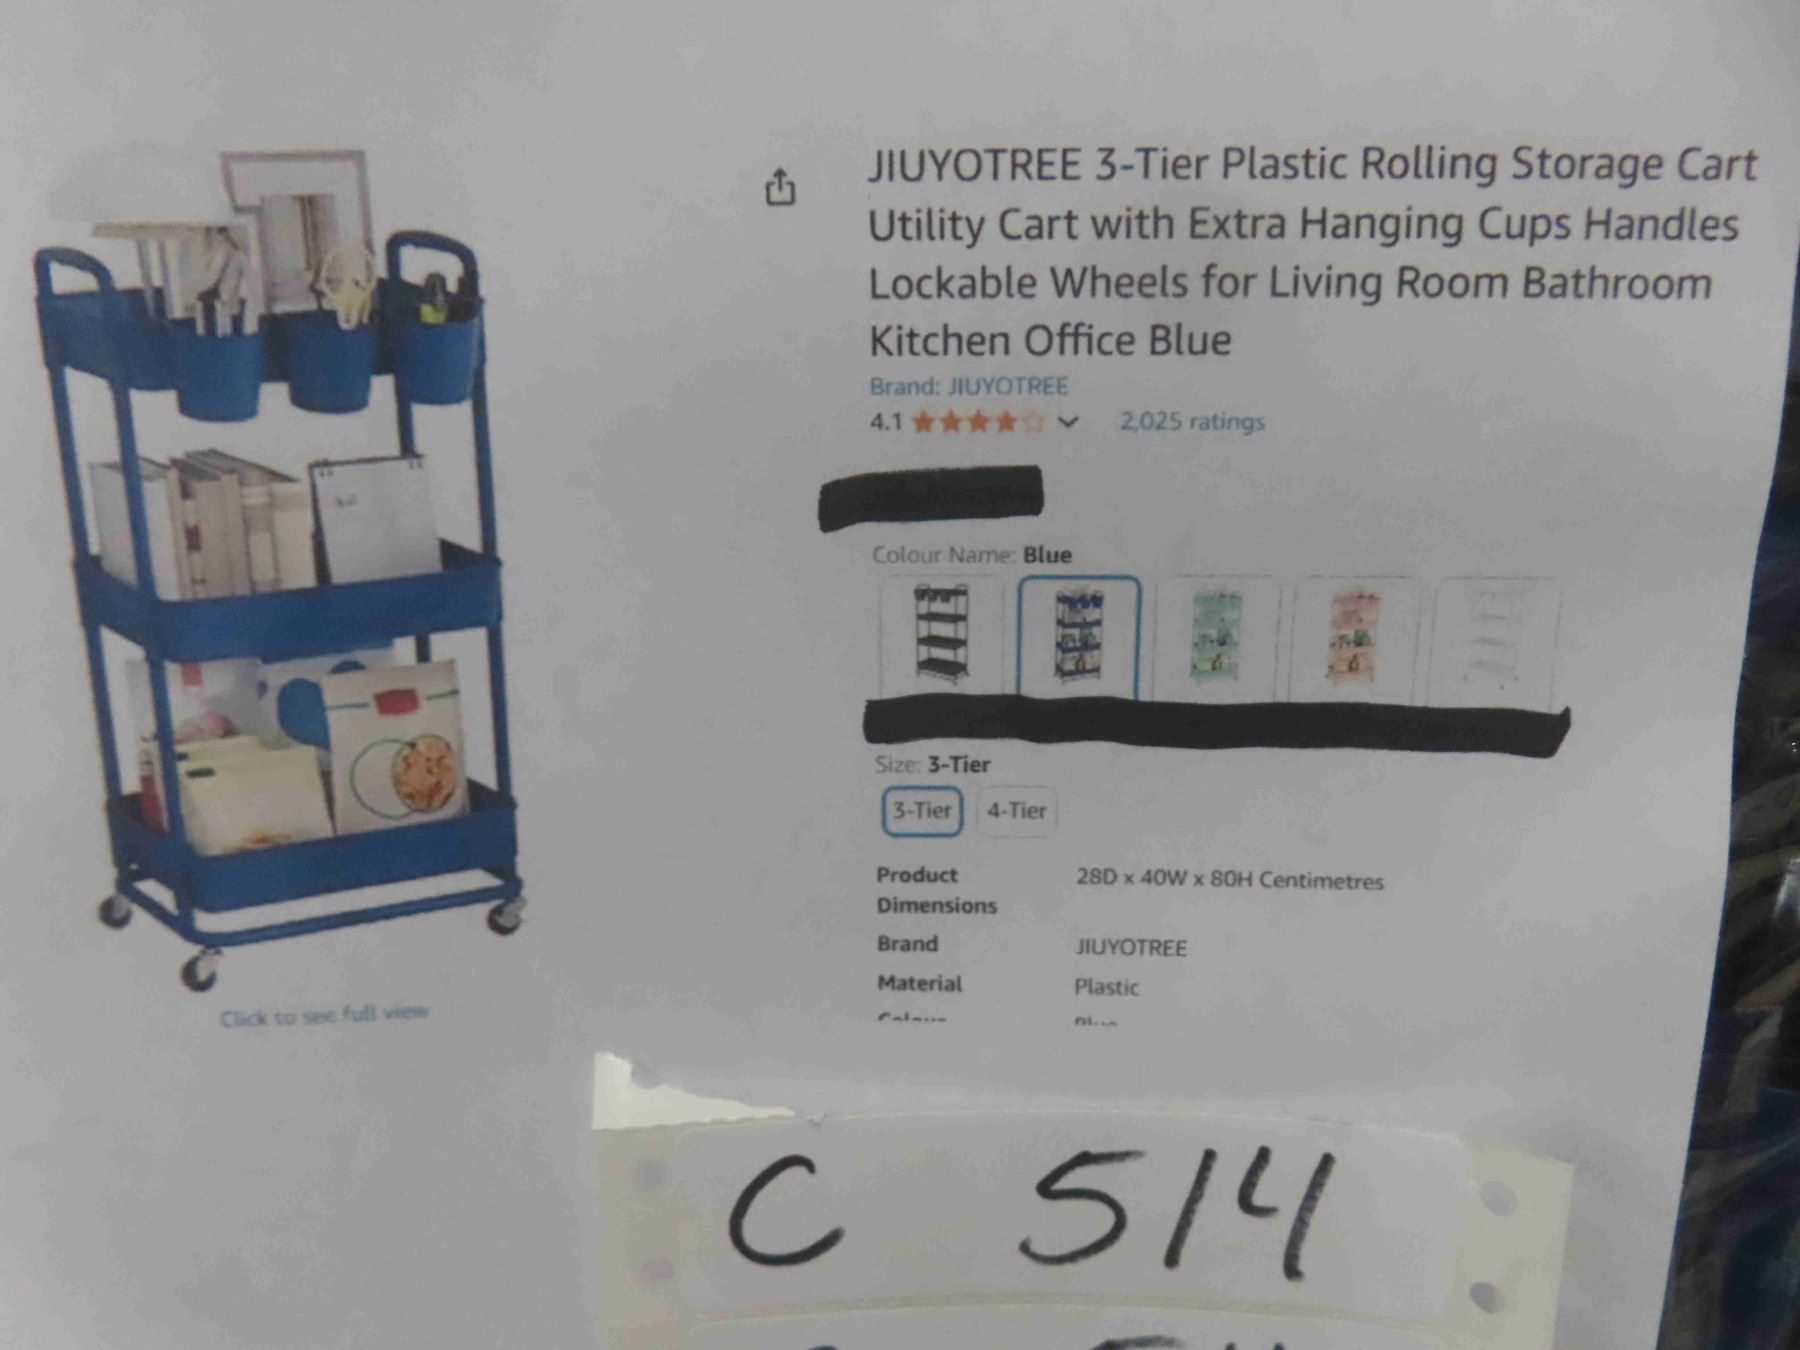 JIUYOTREE 3-Tier Plastic Rolling Storage Cart
Utility Cart with Extra Hanging Cups Handles
Lockable Wheels for Living Room Bathroom
Kitchen Office Blue
Brand: JIUYOTREE
4.1 2,025 ratings
Colour Name: Blue
Size: 3-Tier
3-Tier 4-Tier
Product Dimensions 28D x 40W x 80H Centimetres
Brand JIUYOTREE
Material Plastic
Click to see full view
C 514